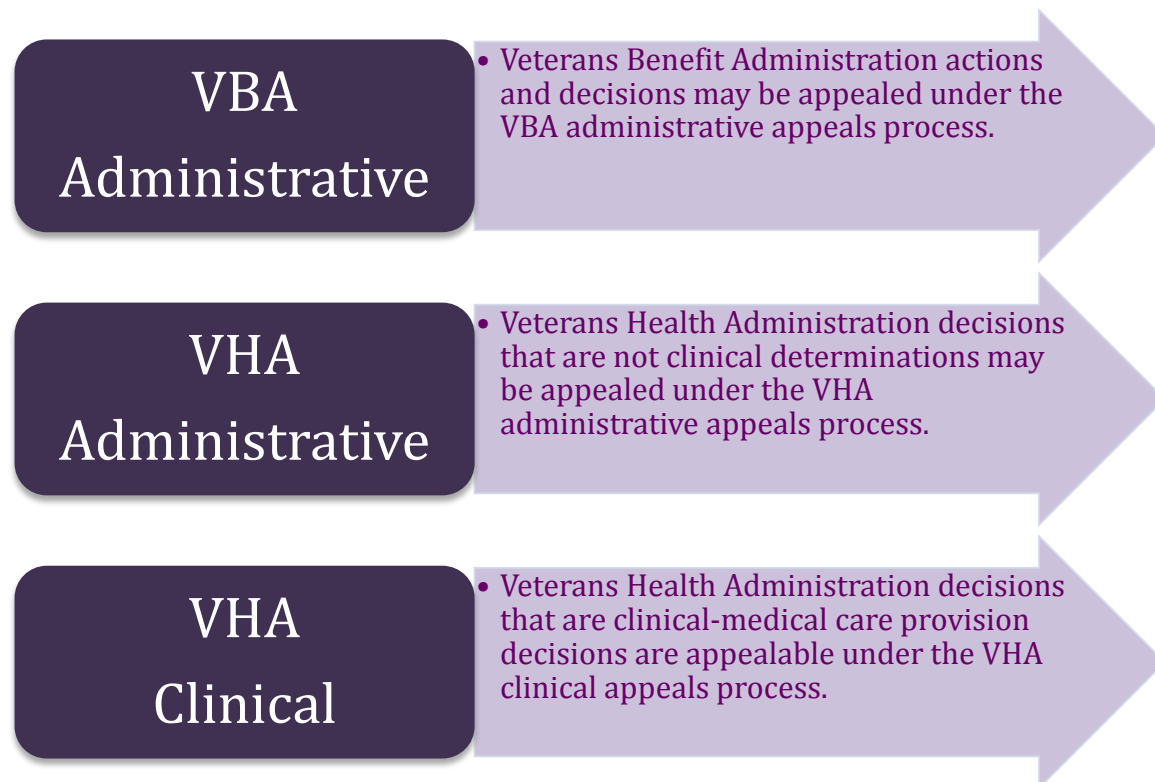 VBA
Administrative
• Veterans Benefit Administration actions
and decisions may be appealed under the
VBA administrative appeals process.
VHA
Administrative
• Veterans Health Administration decisions
that are not clinical determinations may
be appealed under the VHA
administrative appeals process.
VHA
Clinical
• Veterans Health Administration decisions
that are clinical-medical care provision
decisions are appealable under the VHA
clinical appeals process.